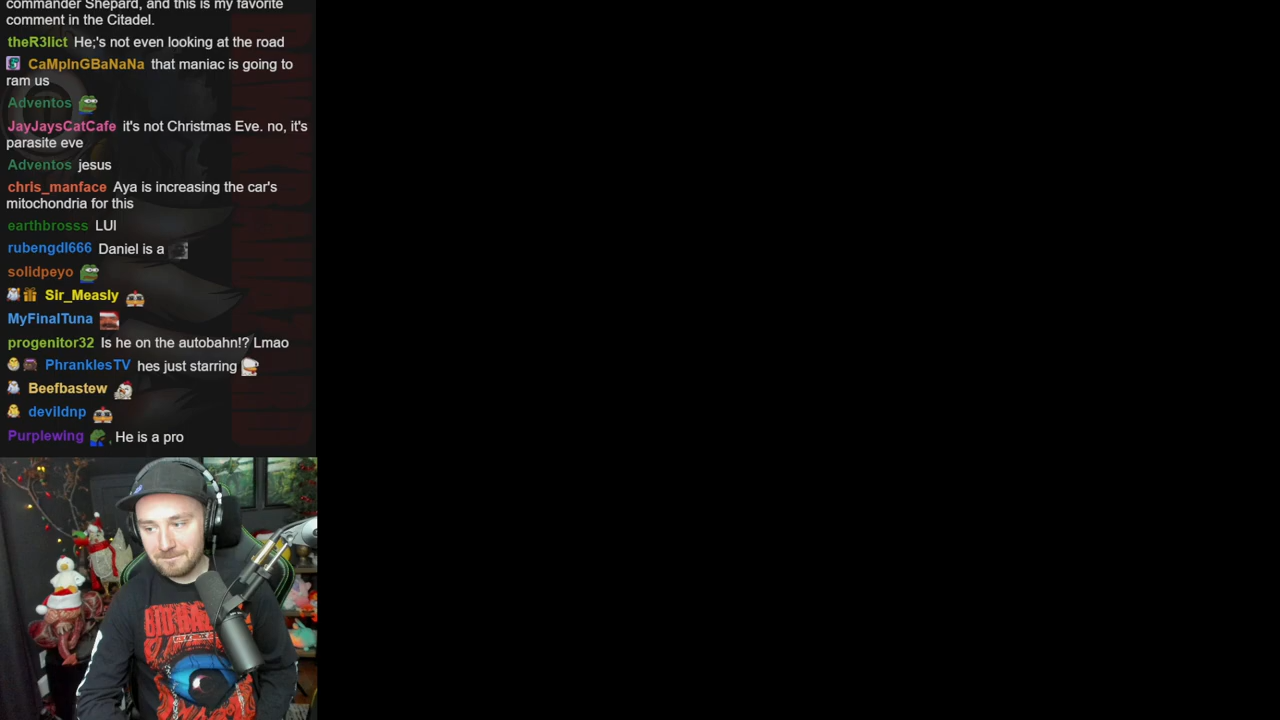 commander Shepard, and this is my favorite
comment in the Citadel.
theR3lict He;'s not even looking at the road
CaMpInGBaNaNa that maniac is going to
ram us
Adventos
JayJaysCatCafe it's not Christmas Eve. no, it's
parasite eve
Adventos jesus
chris_manface Aya is increasing the car's
mitochondria for this
earthbrosss LUl
rubengdl666 Daniel is a
solidpeyo
Sir_Measly
MyFinalTuna
progenitor32 Is he on the autobahn!? Lmao
PhranklesTV hes just starring
Beefbastew
devildnp
Purplewing , He is a pro